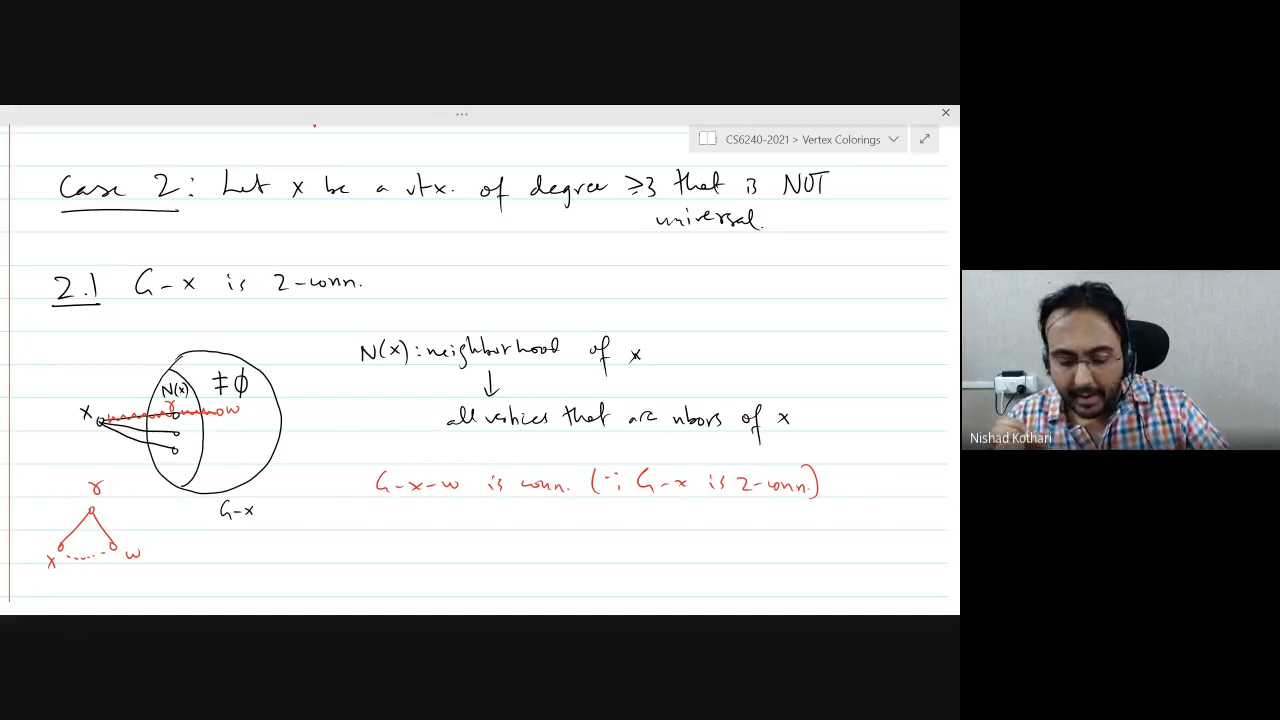 CS6240-2021 > Vertex Colorings
Case 2: Let x be a vtx. of degree ≥3 that is NOT
universal.
2.1 G-x is 2-conn.
N(x): neighborhood of x
N(x) ≠ ∅
x r w
all vertices that are nbors of x
G-x-w is conn. (∵ G-x is 2-conn.)
G-x
r
x w
Nishad Kothari